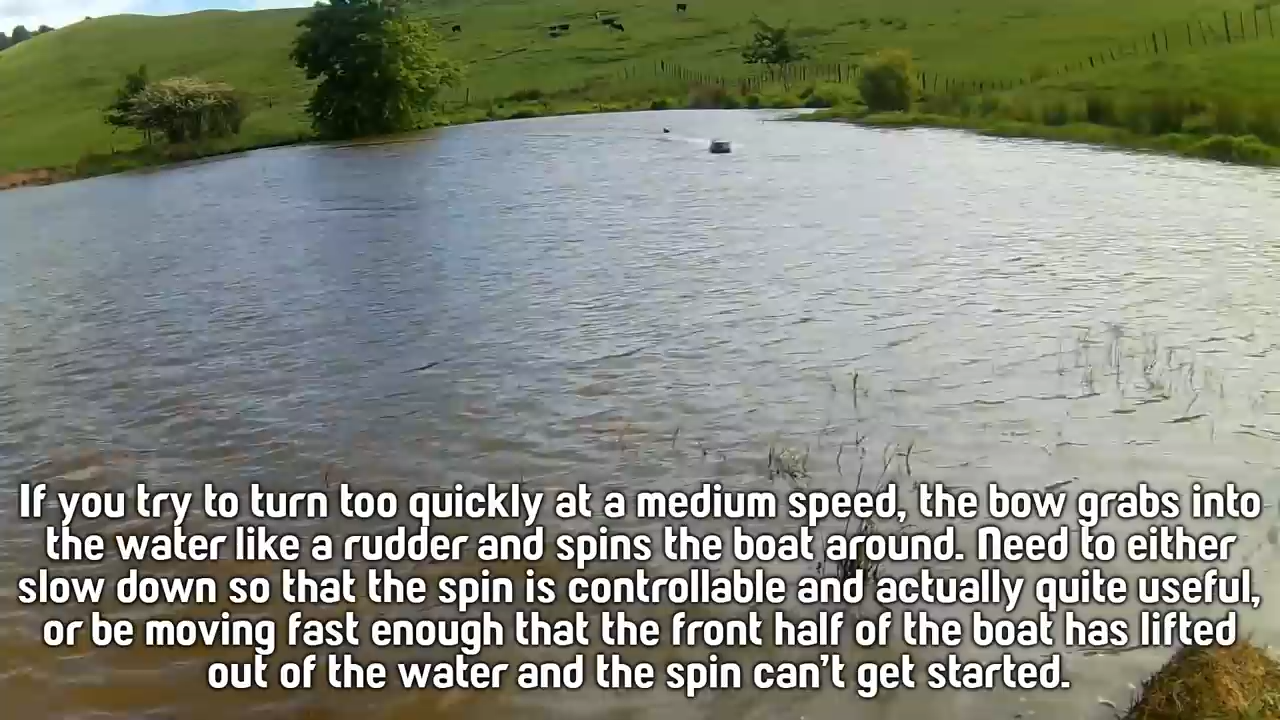 If you try to turn too quickly at a medium speed, the bow grabs into
the water like a rudder and spins the boat around. Need to either
slow down so that the spin is controllable and actually quite useful,
or be moving fast enough that the front half of the boat has lifted
out of the water and the spin can't get started.